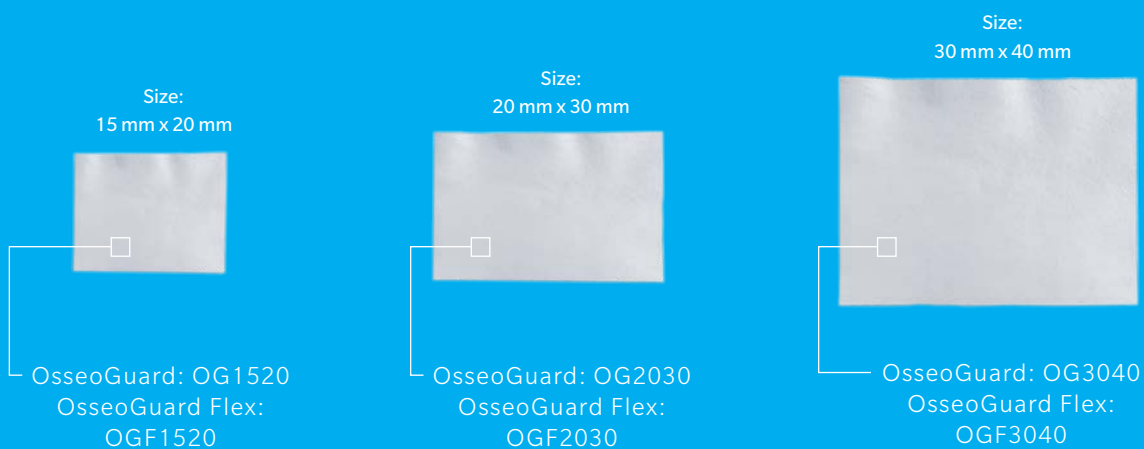 Size:
15 mm x 20 mm
OsseoGuard: OG1520
OsseoGuard Flex:
OGF1520
Size:
20 mm x 30 mm
OsseoGuard: OG2030
OsseoGuard Flex:
OGF2030
Size:
30 mm x 40 mm
OsseoGuard: OG3040
OsseoGuard Flex:
OGF3040